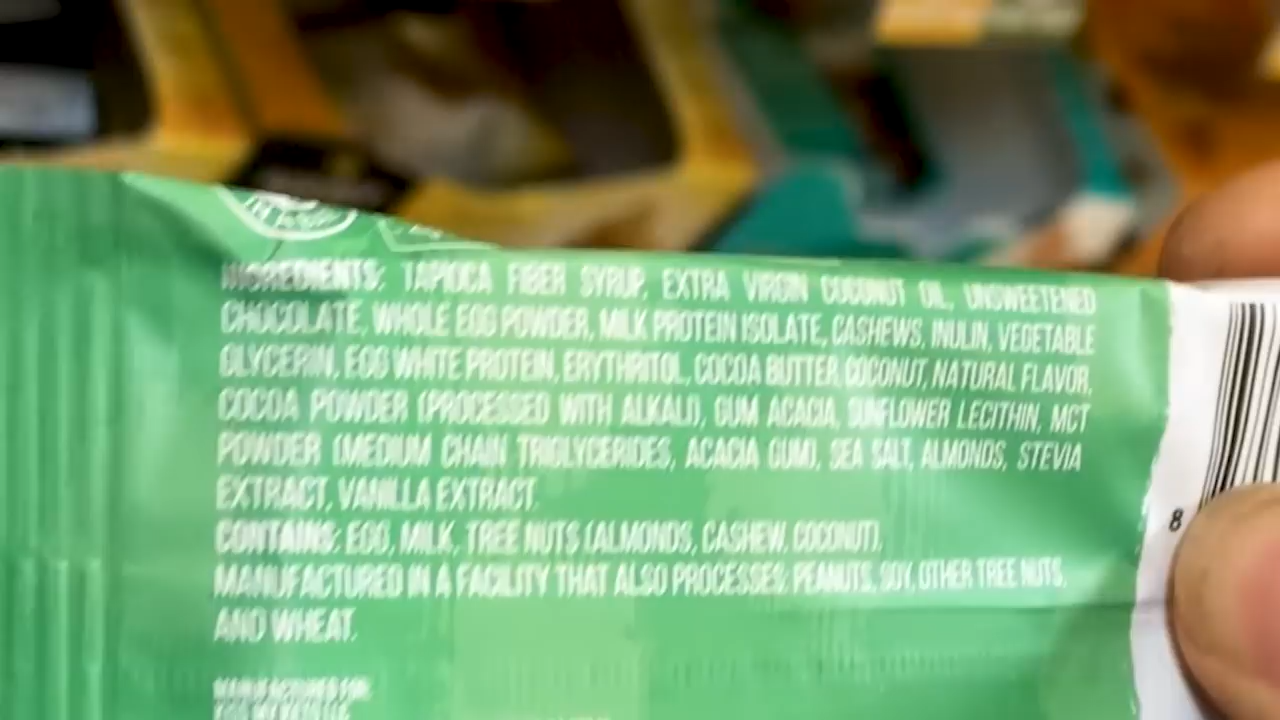 INGREDIENTS: TAPIOCA FIBER SYRUP, EXTRA VIRGIN COCONUT OIL, UNSWEETENED
CHOCOLATE, WHOLE EGG POWDER, MILK PROTEIN ISOLATE, CASHEWS, INULIN, VEGETABLE
GLYCERIN, EGG WHITE PROTEIN, ERYTHRITOL, COCOA BUTTER, COCONUT, NATURAL FLAVOR,
COCOA POWDER (PROCESSED WITH ALKALI), GUM ACACIA, SUNFLOWER LECITHIN, MCT
POWDER (MEDIUM CHAIN TRIGLYCERIDES, ACACIA GUM), SEA SALT, ALMONDS, STEVIA
EXTRACT, VANILLA EXTRACT.
CONTAINS: EGG, MILK, TREE NUTS (ALMONDS, CASHEW, COCONUT).
MANUFACTURED IN A FACILITY THAT ALSO PROCESSES: PEANUTS, SOY, OTHER TREE NUTS,
AND WHEAT.
MANUFACTURED FOR:
8